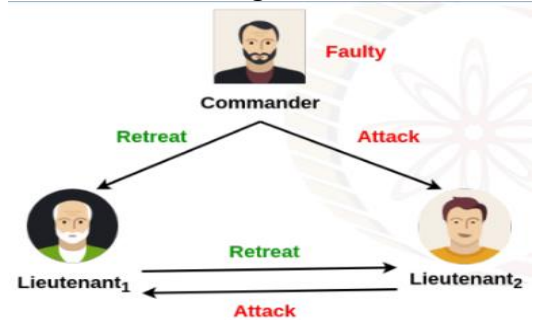 Faulty
Commander
Retreat
Attack
Retreat
Lieutenant₁
Lieutenant₂
Attack